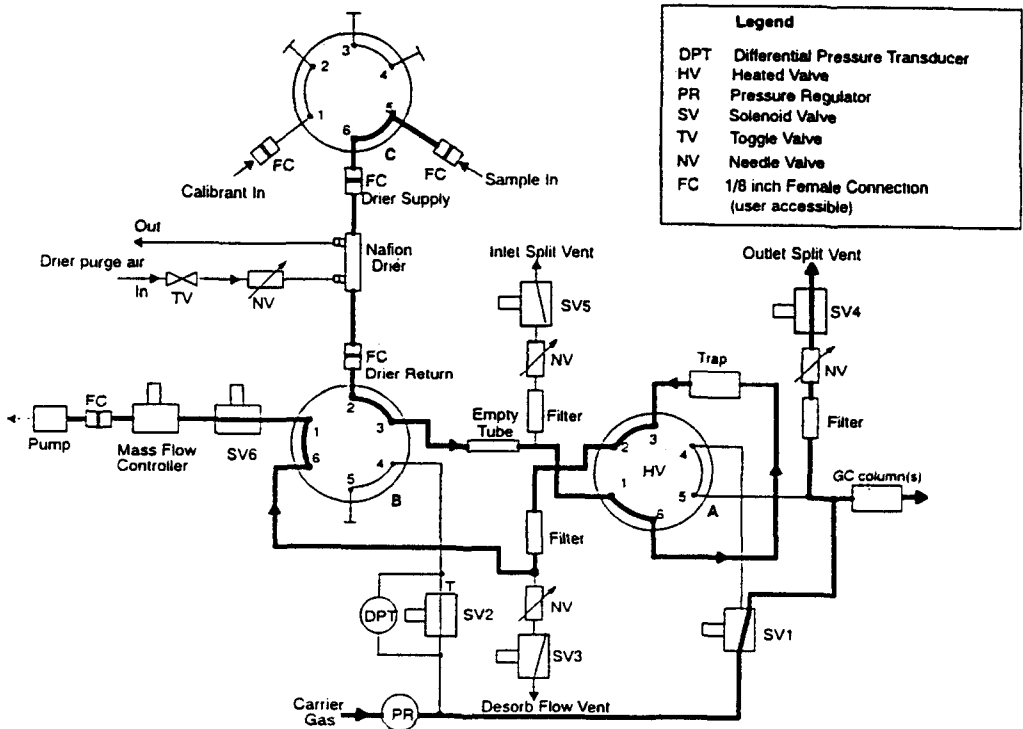 Legend
DPT Differential Pressure Transducer
HV Heated Valve
PR Pressure Regulator
SV Solenoid Valve
TV Toggle Valve
NV Needle Valve
FC 1/8 inch Female Connection
(user accessible)
3
2
4
1
5
6
C
FC
Calibrant In
FC
Sample In
FC
Drier Supply
Out
Nafion
Drier
Drier purge air
In
TV
NV
Inlet Split Vent
SV5
NV
Filter
Outlet Split Vent
SV4
NV
Filter
FC
Drier Return
Trap
FC
Pump
Mass Flow
Controller
SV6
2
1
3
6
4
5
B
Empty
Tube
2
3
4
HV
1
5
6
A
GC column(s)
Filter
DPT
SV2
NV
SV3
SV1
Carrier
Gas
PR
Desorb Flow Vent